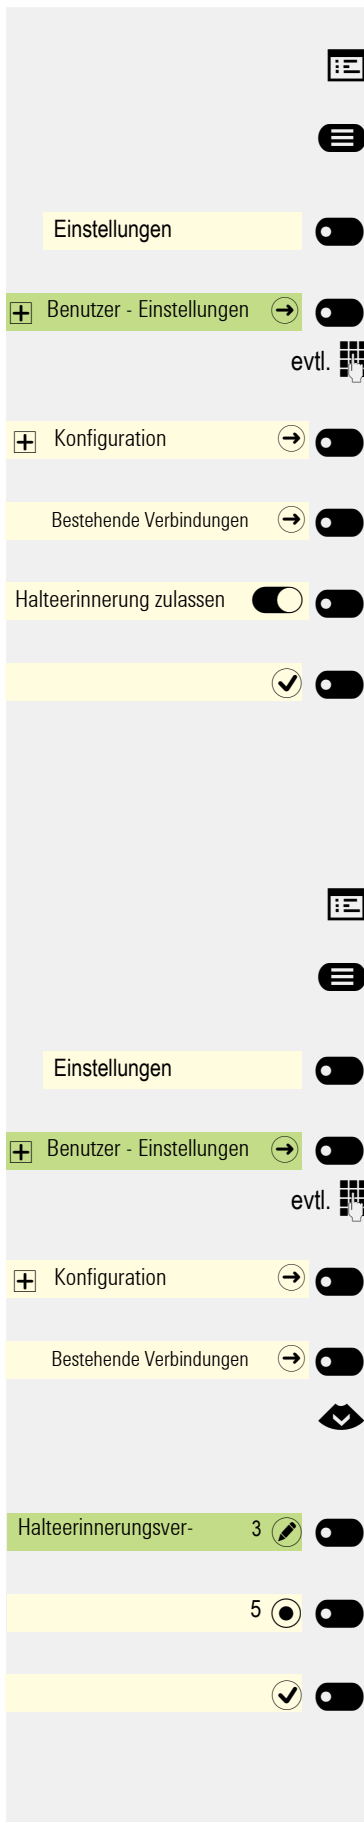 Einstellungen
Benutzer - Einstellungen
evtl.
Konfiguration
Bestehende Verbindungen
Halteerinnerung zulassen
Einstellungen
Benutzer - Einstellungen
evtl.
Konfiguration
Bestehende Verbindungen
Halteerinnerungsver- 3
5